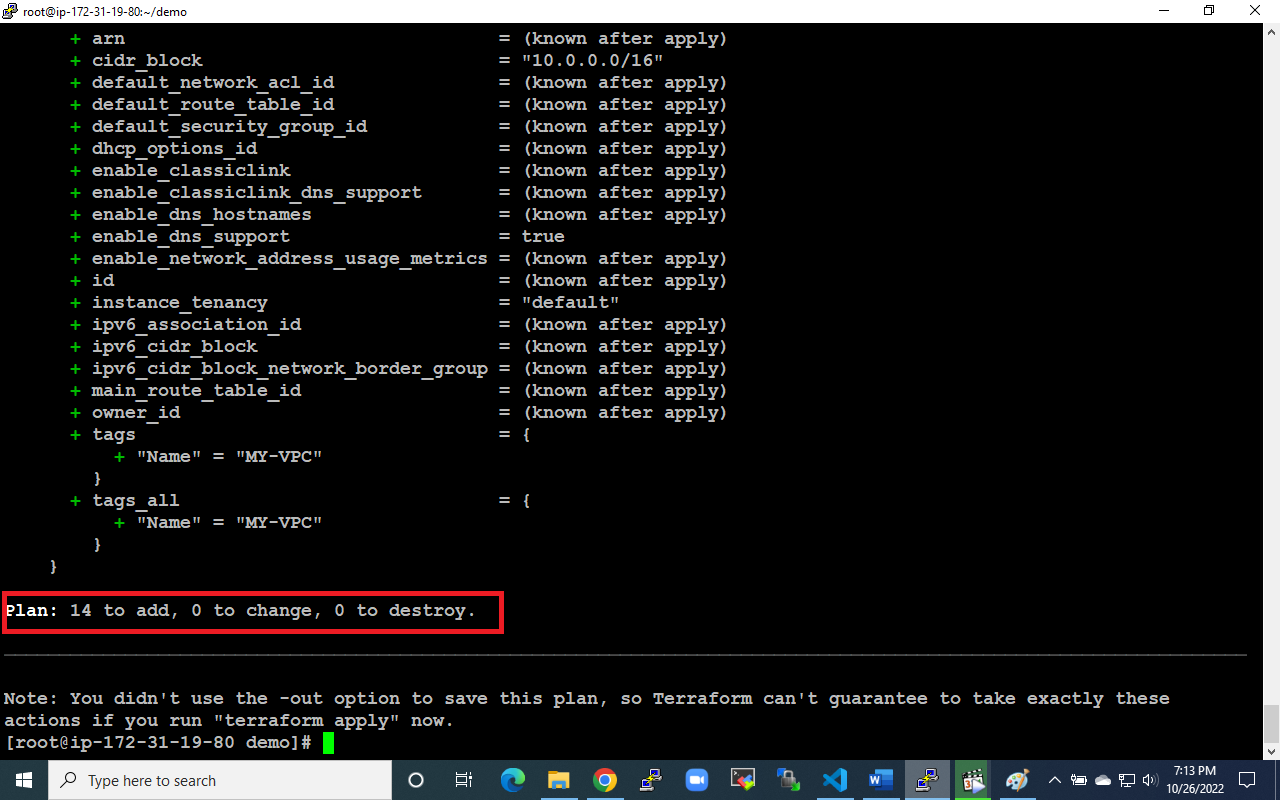 root@ip-172-31-19-80:~/demo
+ arn = (known after apply)
+ cidr_block = "10.0.0.0/16"
+ default_network_acl_id = (known after apply)
+ default_route_table_id = (known after apply)
+ default_security_group_id = (known after apply)
+ dhcp_options_id = (known after apply)
+ enable_classiclink = (known after apply)
+ enable_classiclink_dns_support = (known after apply)
+ enable_dns_hostnames = (known after apply)
+ enable_dns_support = true
+ enable_network_address_usage_metrics = (known after apply)
+ id = (known after apply)
+ instance_tenancy = "default"
+ ipv6_association_id = (known after apply)
+ ipv6_cidr_block = (known after apply)
+ ipv6_cidr_block_network_border_group = (known after apply)
+ main_route_table_id = (known after apply)
+ owner_id = (known after apply)
+ tags = {
+ "Name" = "MY-VPC"
}
+ tags_all = {
+ "Name" = "MY-VPC"
}
}
Plan: 14 to add, 0 to change, 0 to destroy.
Note: You didn't use the -out option to save this plan, so Terraform can't guarantee to take exactly these
actions if you run "terraform apply" now.
[root@ip-172-31-19-80 demo]#
Type here to search
7:13 PM
10/26/2022